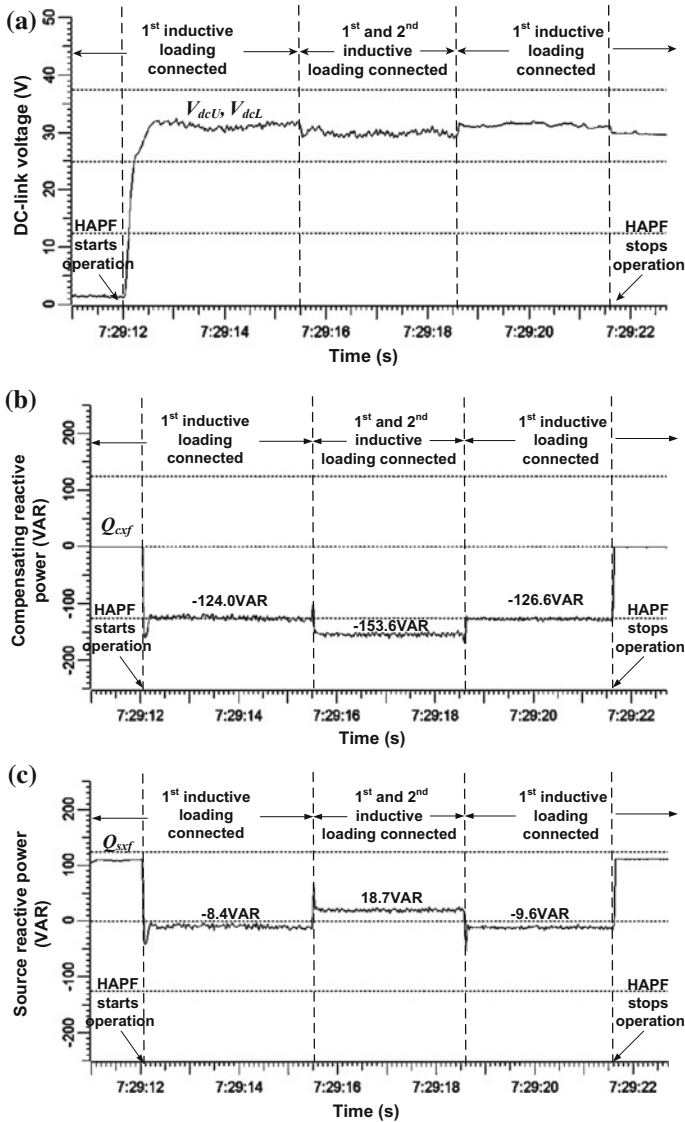 (a)
1st inductive
loading
connected
1st and 2nd
inductive
loading connected
1st inductive
loading
connected
DC-link voltage (V)
50
40
30
20
10
0
VdcU, VdcL
HAPF
starts
operation
HAPF
stops
operation
7:29:12 7:29:14 7:29:16 7:29:18 7:29:20 7:29:22
Time (s)
(b)
1st inductive
loading
connected
1st and 2nd
inductive
loading connected
1st inductive
loading
connected
Compensating reactive
power (VAR)
200
100
0
-100
-200
Qcxf
-124.0VAR
-153.6VAR
-126.6VAR
HAPF
starts
operation
HAPF
stops
operation
7:29:12 7:29:14 7:29:16 7:29:18 7:29:20 7:29:22
Time (s)
(c)
1st inductive
loading
connected
1st and 2nd
inductive
loading connected
1st inductive
loading
connected
Source reactive power
(VAR)
200
100
0
-100
-200
Qsxf
-8.4VAR
18.7VAR
-9.6VAR
HAPF
starts
operation
HAPF
stops
operation
7:29:12 7:29:14 7:29:16 7:29:18 7:29:20 7:29:22
Time (s)